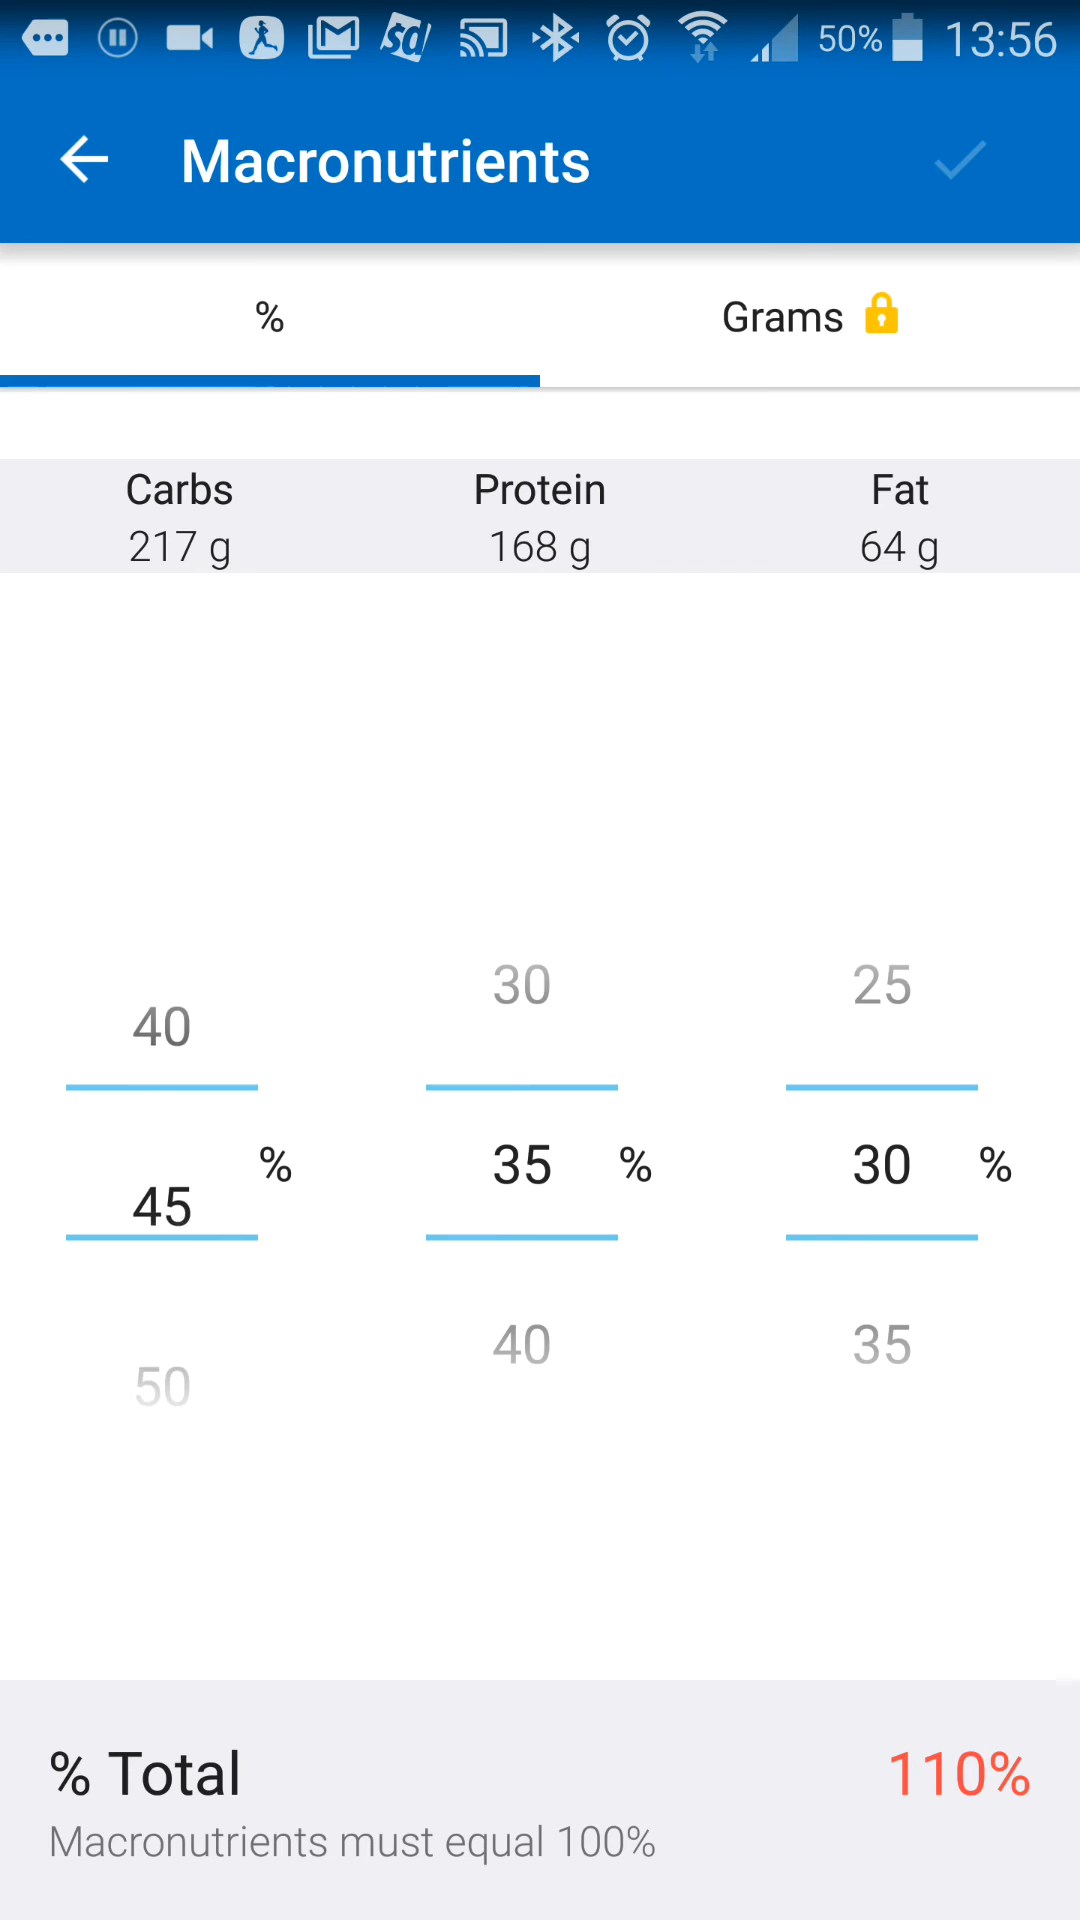 50% 13:56
Macronutrients
% Grams
Carbs Protein Fat
217 g 168 g 64 g
40 30 25
45 % 35 % 30 %
50 40 35
% Total 110%
Macronutrients must equal 100%